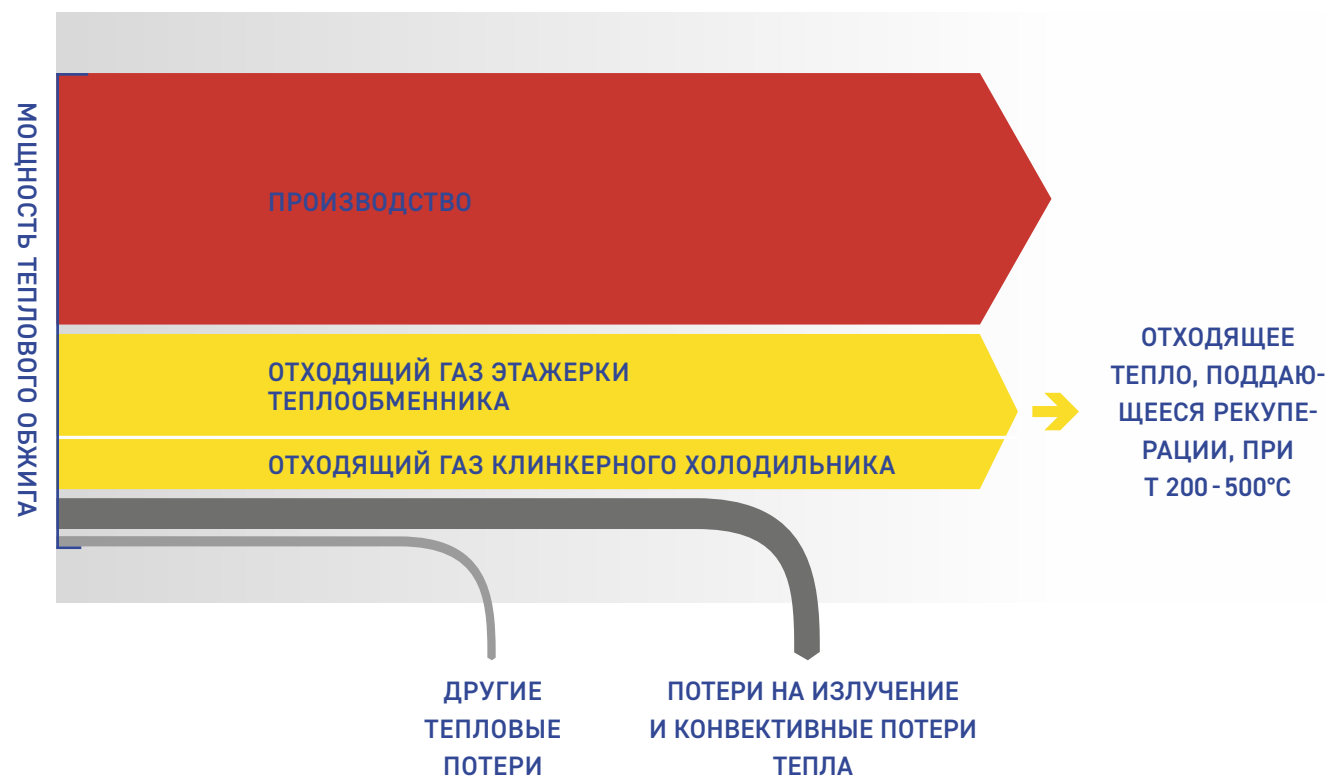 МОЩНОСТЬ ТЕПЛОВОГО ОБЖИГА
ПРОИЗВОДСТВО
ОТХОДЯЩИЙ ГАЗ ЭТАЖЕРКИ
ТЕПЛООБМЕННИКА
ОТХОДЯЩИЙ ГАЗ КЛИНКЕРНОГО ХОЛОДИЛЬНИКА
ОТХОДЯЩЕЕ
ТЕПЛО, ПОДДАЮ-
ЩЕЕСЯ РЕКУПЕ-
РАЦИИ, ПРИ
Т 200-500°С
ДРУГИЕ
ТЕПЛОВЫЕ
ПОТЕРИ
ПОТЕРИ НА ИЗЛУЧЕНИЕ
И КОНВЕКТИВНЫЕ ПОТЕРИ
ТЕПЛА